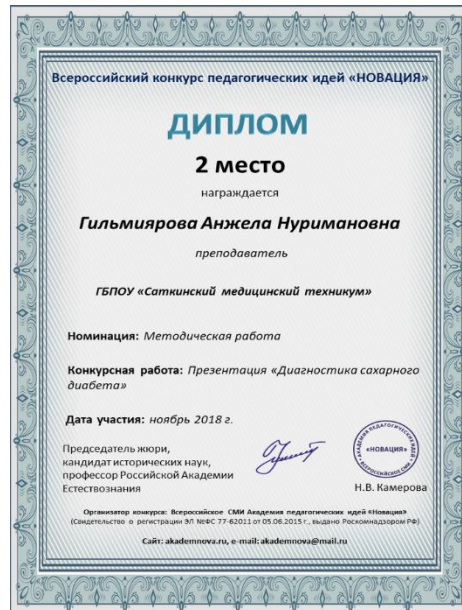 Всероссийский конкурс педагогических идей «НОВАЦИЯ»
ДИПЛОМ
2 место
награждается
Гильмиярова Анжела Нуримановна
преподаватель
ГБПОУ «Саткинский медицинский техникум»
Номинация: Методическая работа
Конкурсная работа: Презентация «Диагностика сахарного
диабета»
Дата участия: ноябрь 2018 г.
Председатель жюри,
кандидат исторических наук,
профессор Российской Академии
Естествознания
«НОВАЦИЯ»
Н.В. Камерова
Организатор конкурса: Всероссийское СМИ Академия педагогических идей «Новация»
(Свидетельство о регистрации ЭЛ №ФС 77-62011 от 05.06.2015 г., выдано Роскомнадзором РФ)
Сайт: akademnova.ru, e-mail: akademnova@mail.ru